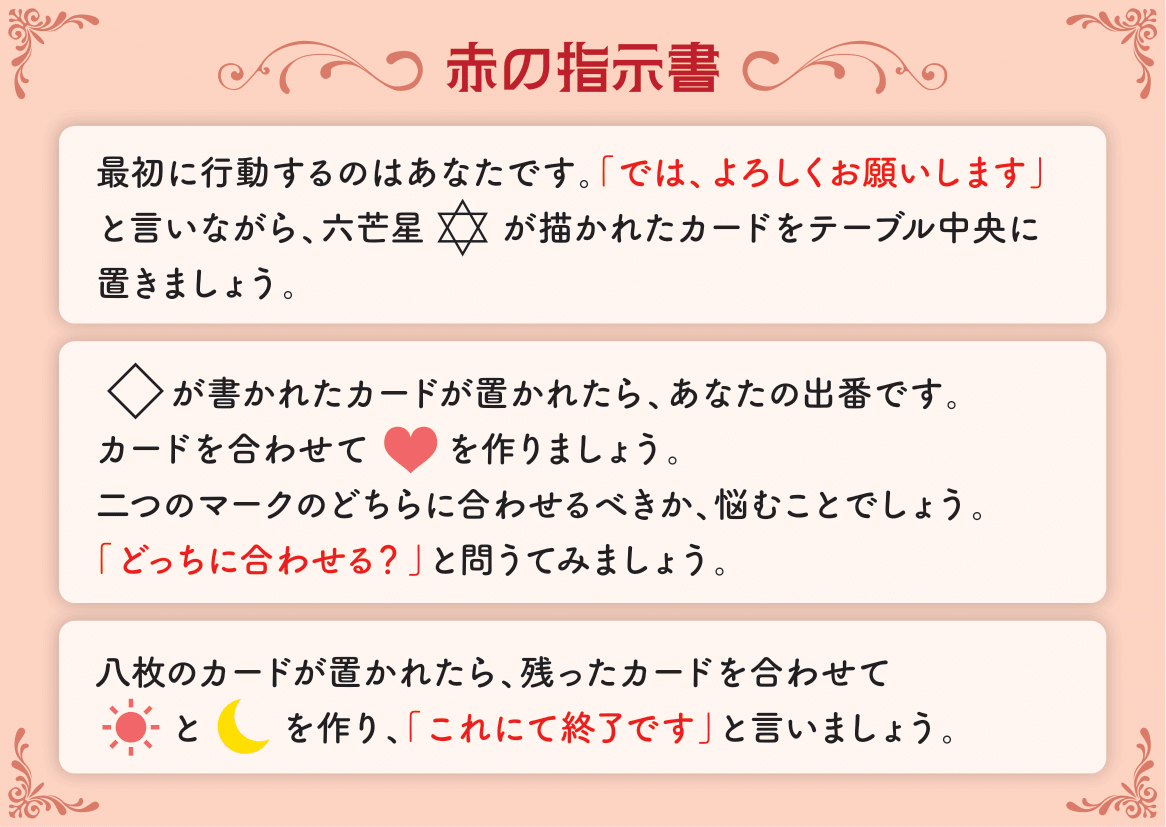 赤の指示書
最初に行動するのはあなたです。「では、よろしくお願いします」
と言いながら、六芒星が描かれたカードをテーブル中央に
置きましょう。
が書かれたカードが置かれたら、あなたの出番です。
カードを合わせてを作りましょう。
二つのマークのどちらに合わせるべきか、悩むことでしょう。
「どっちに合わせる？」と問うてみましょう。
八枚のカードが置かれたら、残ったカードを合わせて
とを作り、「これにて終了です」と言いましょう。